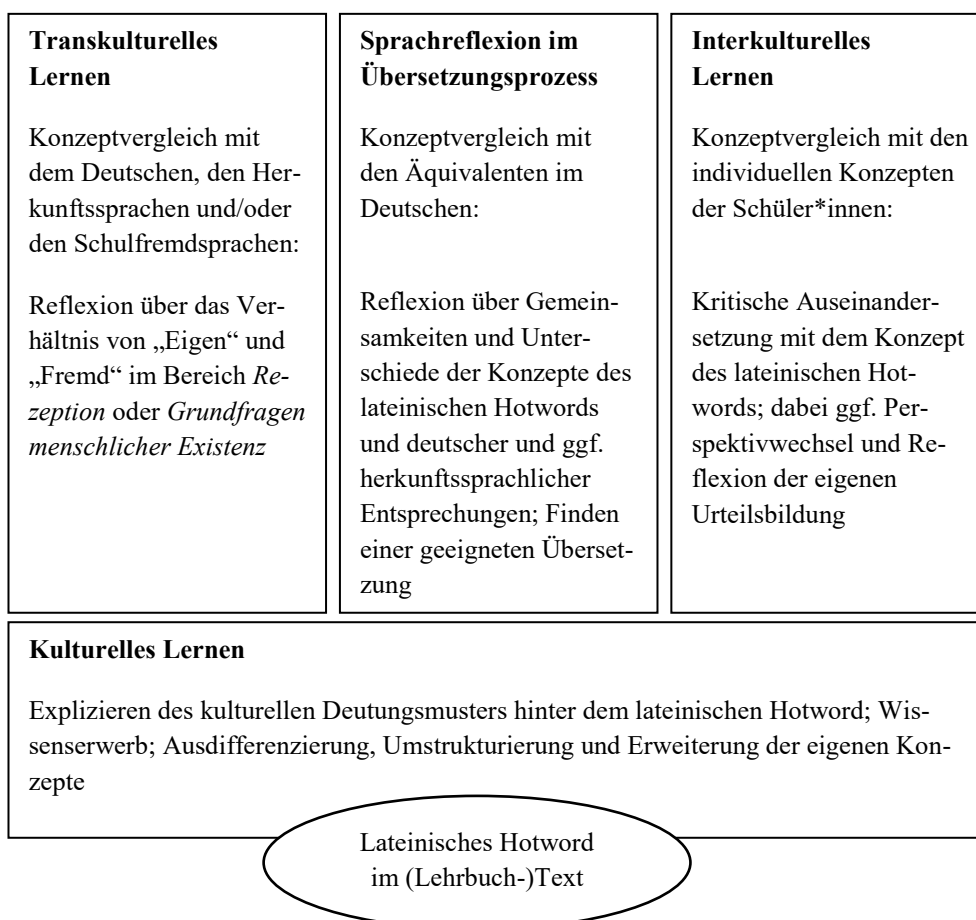 Transkulturelles
Lernen
Konzeptvergleich mit
dem Deutschen, den Her-
kunftssprachen und/oder
den Schulfremdsprachen:
Reflexion über das Ver-
hältnis von „Eigen“ und
„Fremd“ im Bereich Re-
zeption oder Grundfragen
menschlicher Existenz
Sprachreflexion im
Übersetzungsprozess
Konzeptvergleich mit
den Äquivalenten im
Deutschen:
Reflexion über Gemein-
samkeiten und Unter-
schiede der Konzepte des
lateinischen Hotwords
und deutscher und ggf.
herkunftssprachlicher
Entsprechungen; Finden
einer geeigneten Überset-
zung
Interkulturelles
Lernen
Konzeptvergleich mit den
individuellen Konzepten
der Schüler*innen:
Kritische Auseinander-
setzung mit dem Konzept
des lateinischen Hot-
words; dabei ggf. Per-
spektivwechsel und Re-
flexion der eigenen
Urteilsbildung
Kulturelles Lernen
Explizieren des kulturellen Deutungsmusters hinter dem lateinischen Hotword; Wis-
senserwerb; Ausdifferenzierung, Umstrukturierung und Erweiterung der eigenen Kon-
zepte
Lateinisches Hotword
im (Lehrbuch-)Text